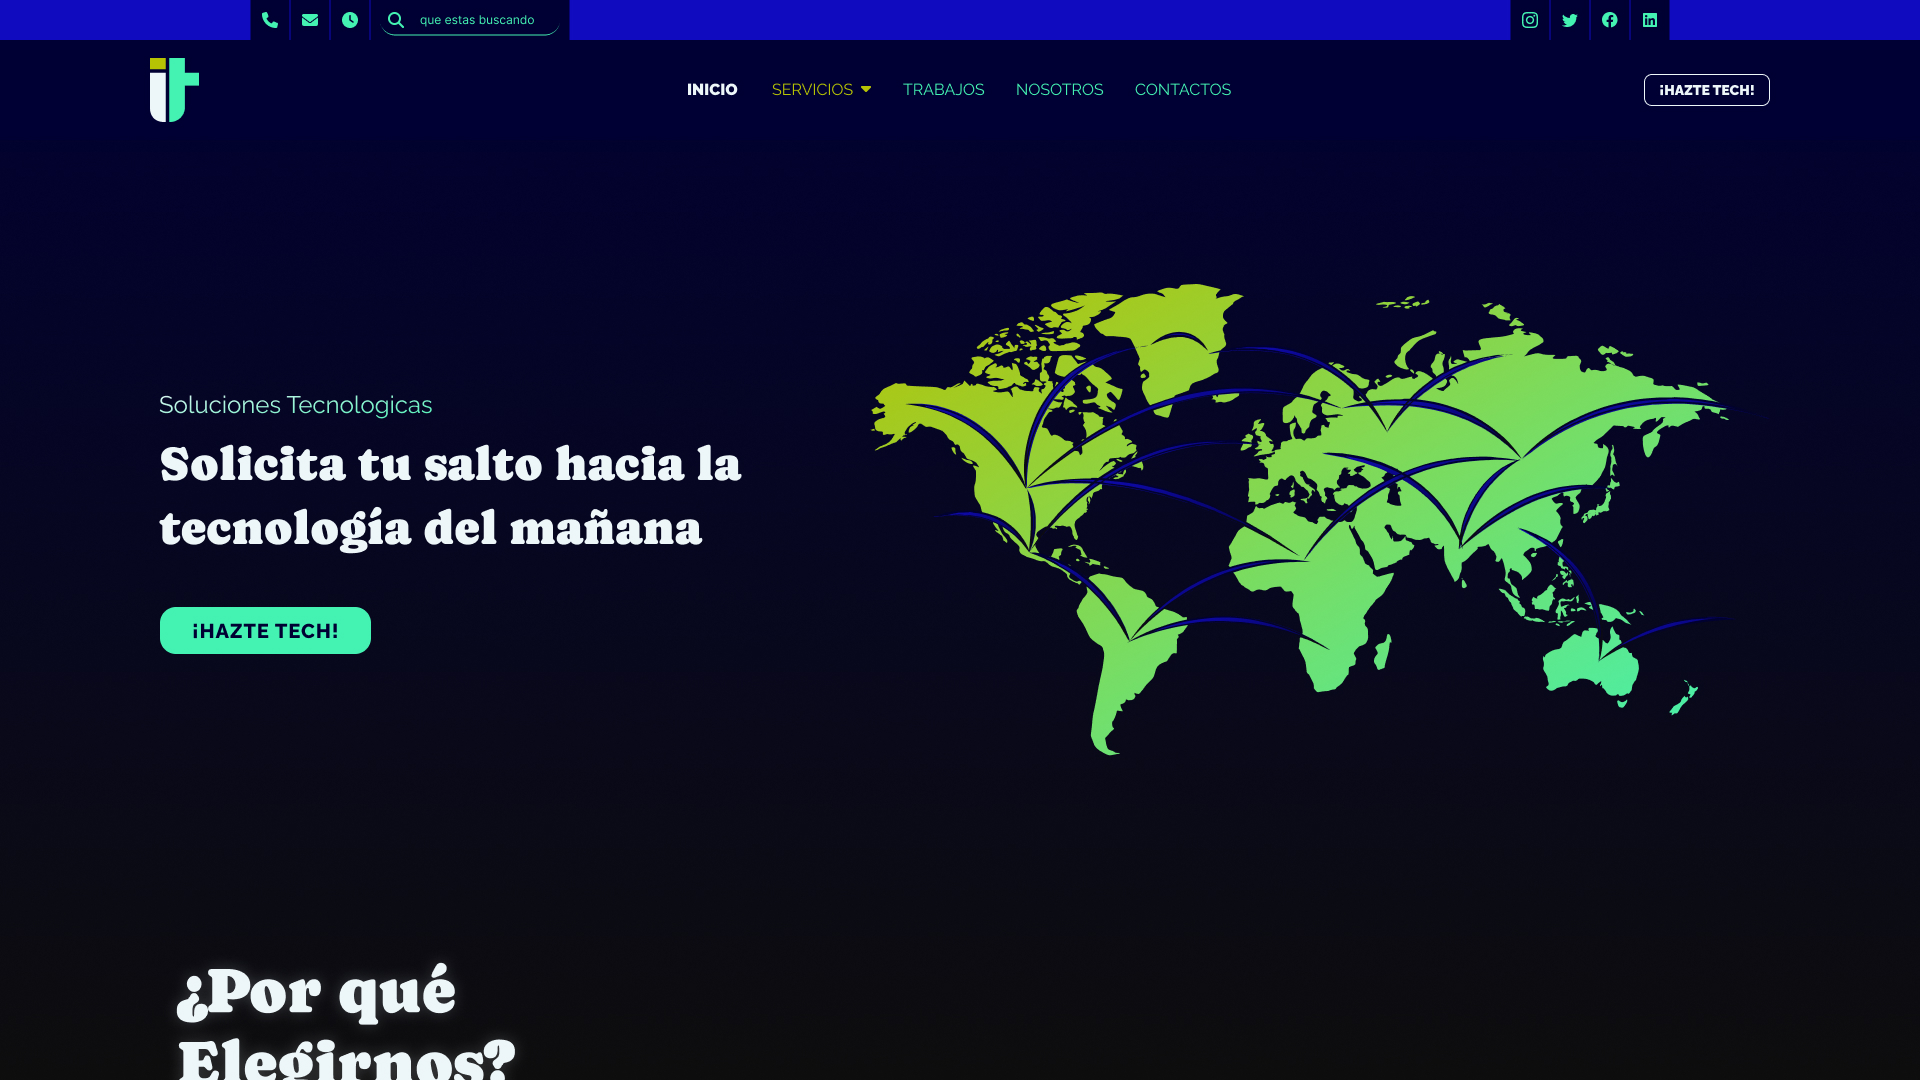 que estas buscando
it
INICIO
SERVICIOS
TRABAJOS
NOSOTROS
CONTACTOS
¡HAZTE TECH!
Soluciones Tecnologicas
Solicita tu salto hacia la
tecnología del mañana
¡HAZTE TECH!
¿Por qué
Elegirnos?